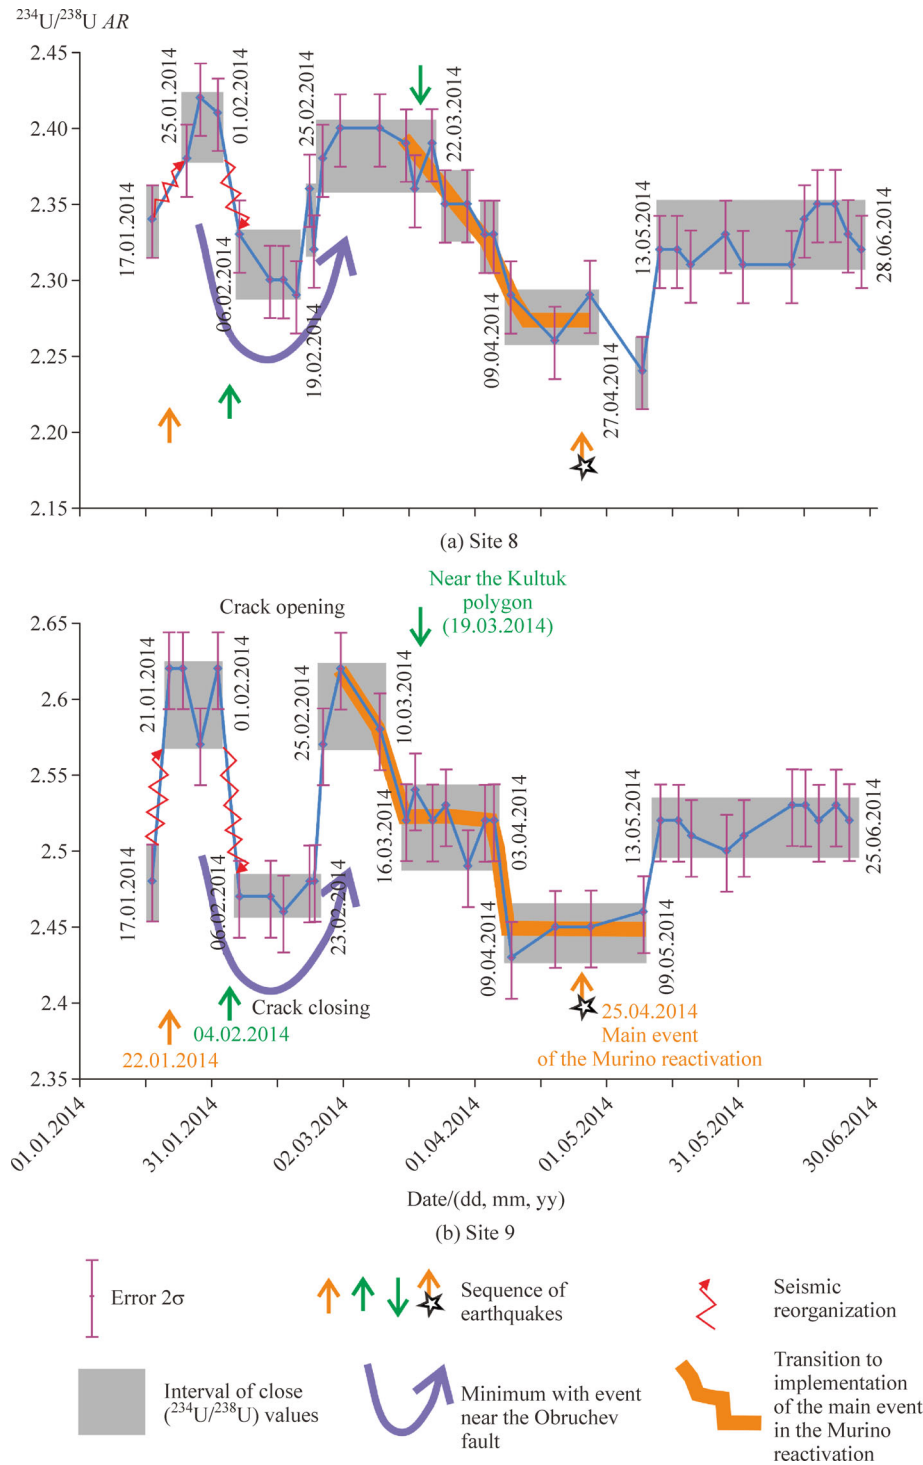 ²³⁴U/²³⁸U AR
2.45
2.40
2.35
2.30
2.25
2.20
2.15
17.01.2014
25.01.2014
01.02.2014
06.02.2014
19.02.2014
25.02.2014
22.03.2014
09.04.2014
27.04.2014
13.05.2014
28.06.2014
(a) Site 8
Near the Kultuk
polygon
(19.03.2014)
Crack opening
2.65
2.6
2.55
2.5
2.45
2.4
2.35
17.01.2014
21.01.2014
01.02.2014
06.02.2014
23.02.2014
25.02.2014
10.03.2014
16.03.2014
03.04.2014
09.04.2014
09.05.2014
13.05.2014
25.06.2014
Crack closing
04.02.2014
22.01.2014
25.04.2014
Main event
of the Murino reactivation
01.01.2014
31.01.2014
02.03.2014
01.04.2014
01.05.2014
31.05.2014
30.06.2014
Date/(dd, mm, yy)
(b) Site 9
Error 2σ
Sequence of
earthquakes
Seismic
reorganization
Interval of close
(²³⁴U/²³⁸U) values
Minimum with event
near the Obruchev
fault
Transition to
implementation
of the main event
in the Murino
reactivation